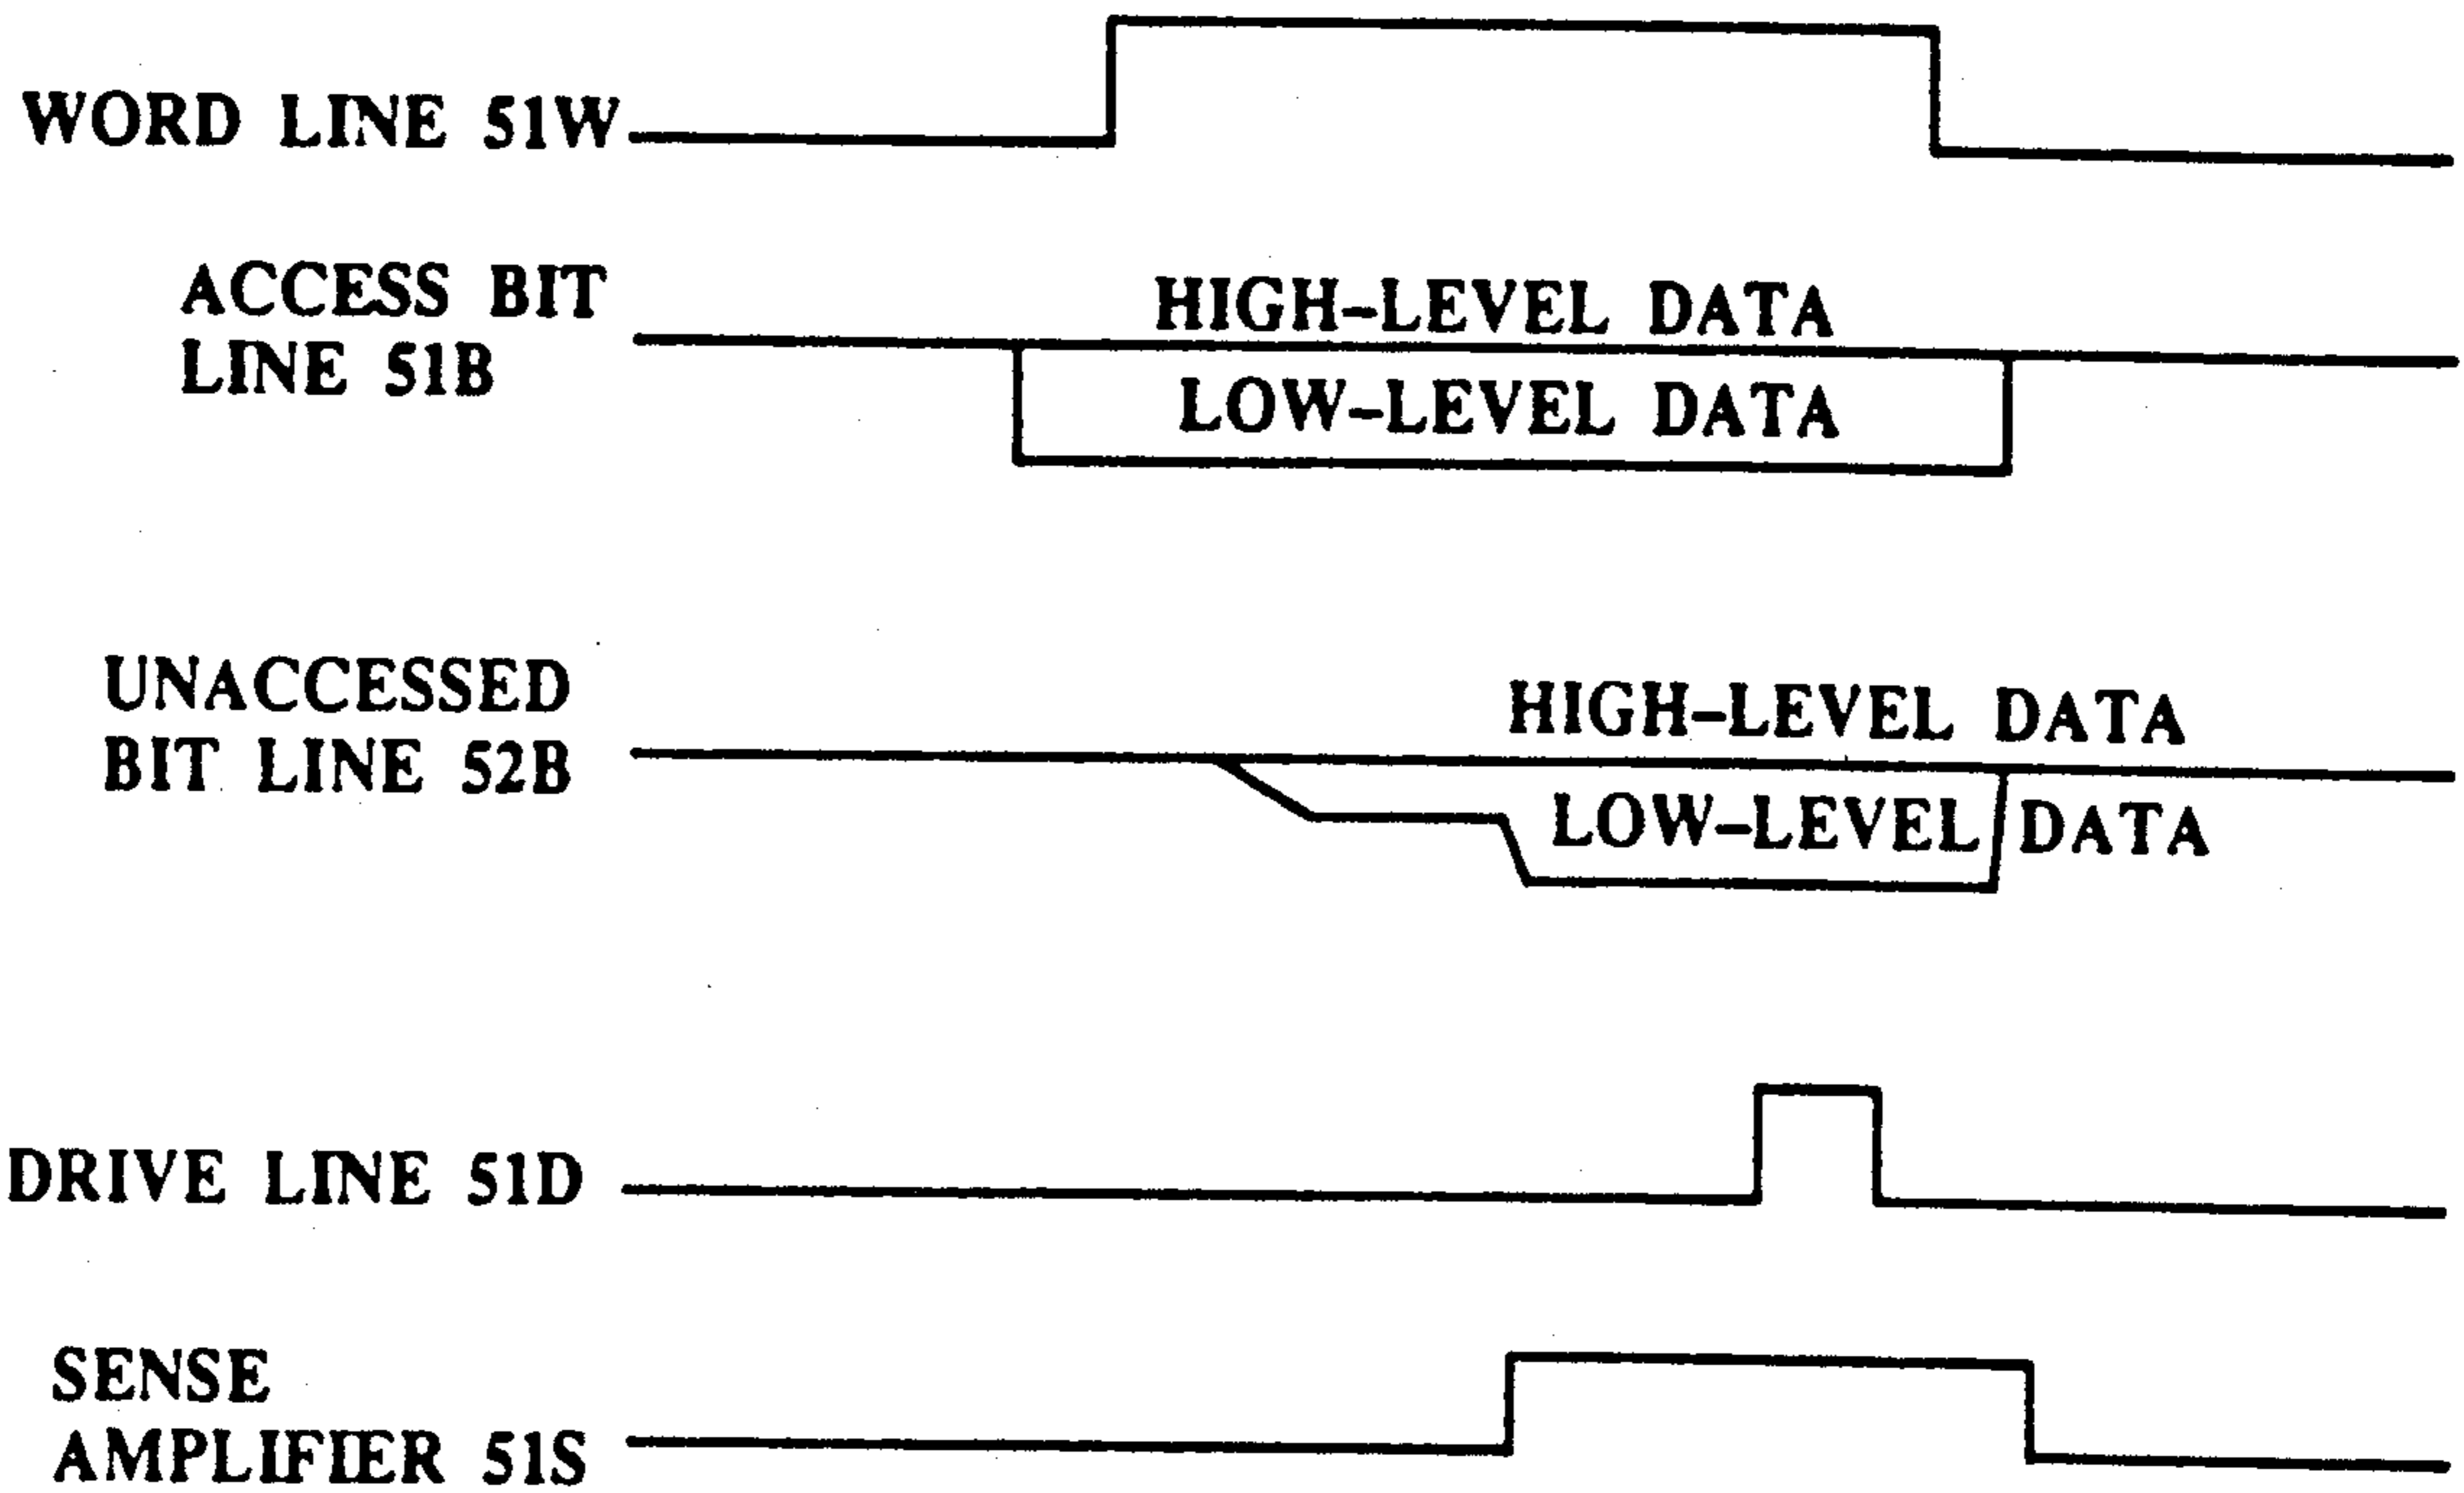 WORD LINE 51W
ACCESS BIT
LINE 51B
HIGH-LEVEL DATA
LOW-LEVEL DATA
UNACCESSED
BIT LINE 52B
HIGH-LEVEL DATA
LOW-LEVEL DATA
DRIVE LINE 51D
SENSE
AMPLIFIER 51S